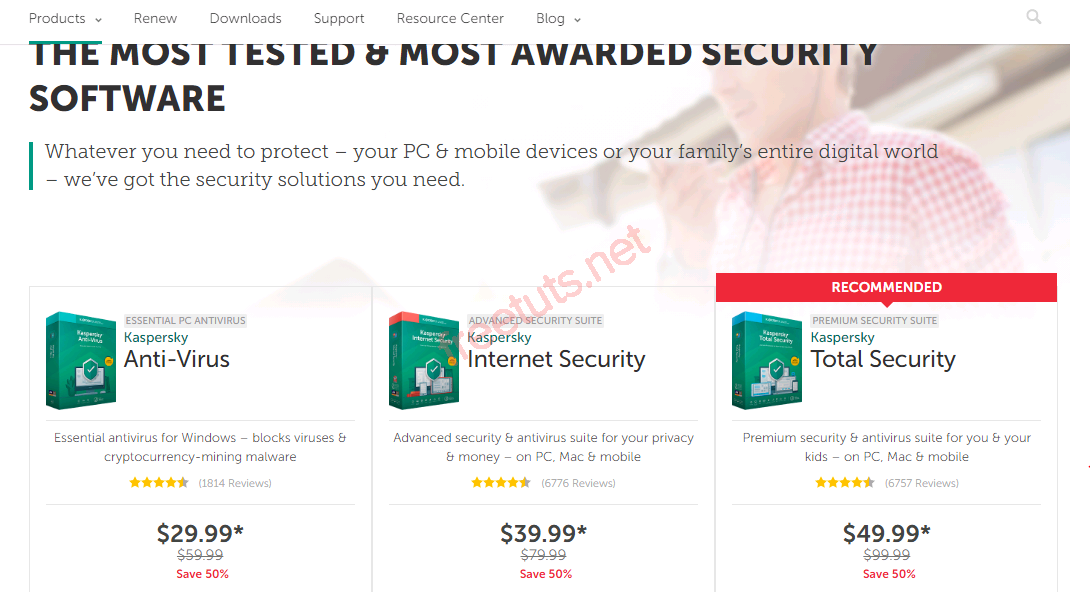 Products
Renew
Downloads
Support
Resource Center
Blog
THE MOST TESTED & MOST AWARDED SECURITY
SOFTWARE
Whatever you need to protect – your PC & mobile devices or your family's entire digital world
– we've got the security solutions you need.
freetuts.net
ESSENTIAL PC ANTIVIRUS
Kaspersky
Anti-Virus
Kaspersky
Anti-Virus
Essential antivirus for Windows – blocks viruses &
cryptocurrency-mining malware
(1814 Reviews)
$29.99*
$59.99
Save 50%
ADVANCED SECURITY SUITE
Kaspersky
Internet Security
Kaspersky
Internet Security
Advanced security & antivirus suite for your privacy
& money – on PC, Mac & mobile
(6776 Reviews)
$39.99*
$79.99
Save 50%
RECOMMENDED
PREMIUM SECURITY SUITE
Kaspersky
Total Security
Kaspersky
Total Security
Premium security & antivirus suite for you & your
kids – on PC, Mac & mobile
(6757 Reviews)
$49.99*
$99.99
Save 50%